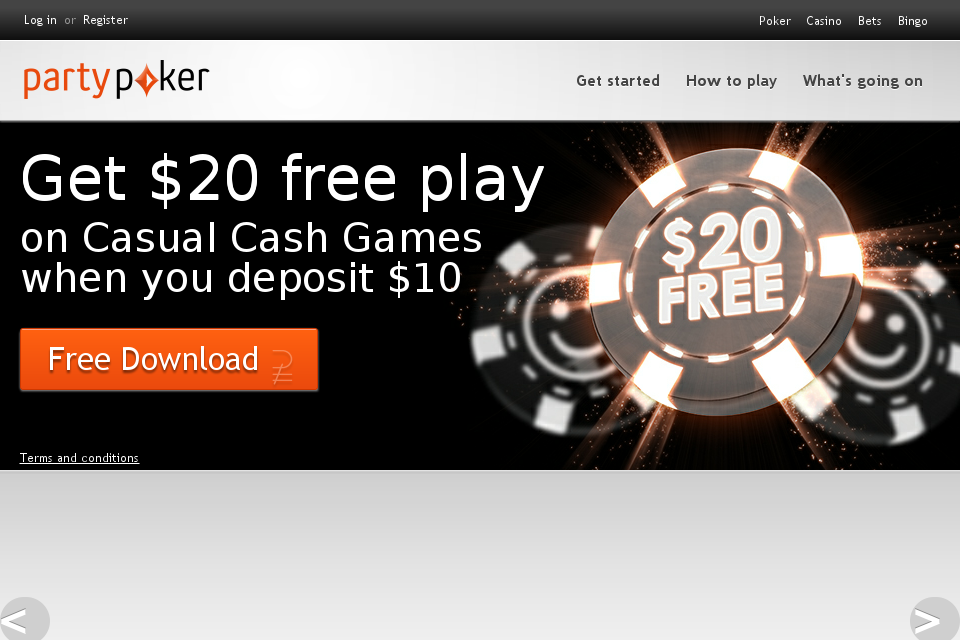 Log in or Register
Poker Casino Bets Bingo
partypoker
Get started How to play What's going on
Get $20 free play
on Casual Cash Games
when you deposit $10
$20
FREE
Free Download
Terms and conditions
< >